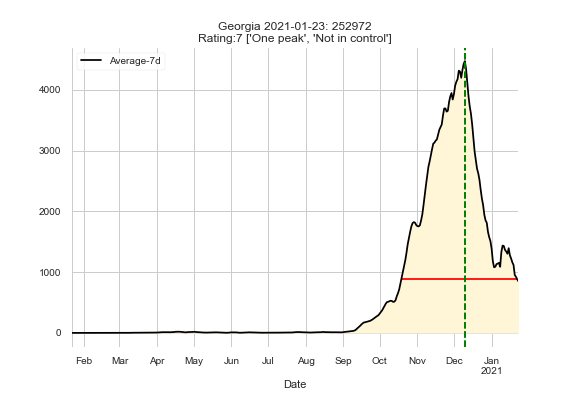 Georgia 2021-01-23: 252972
Rating:7 ['One peak', 'Not in control']
Average-7d
4000
3000
2000
1000
0
Feb Mar Apr May Jun Jul Aug Sep Oct Nov Dec Jan
2021
Date